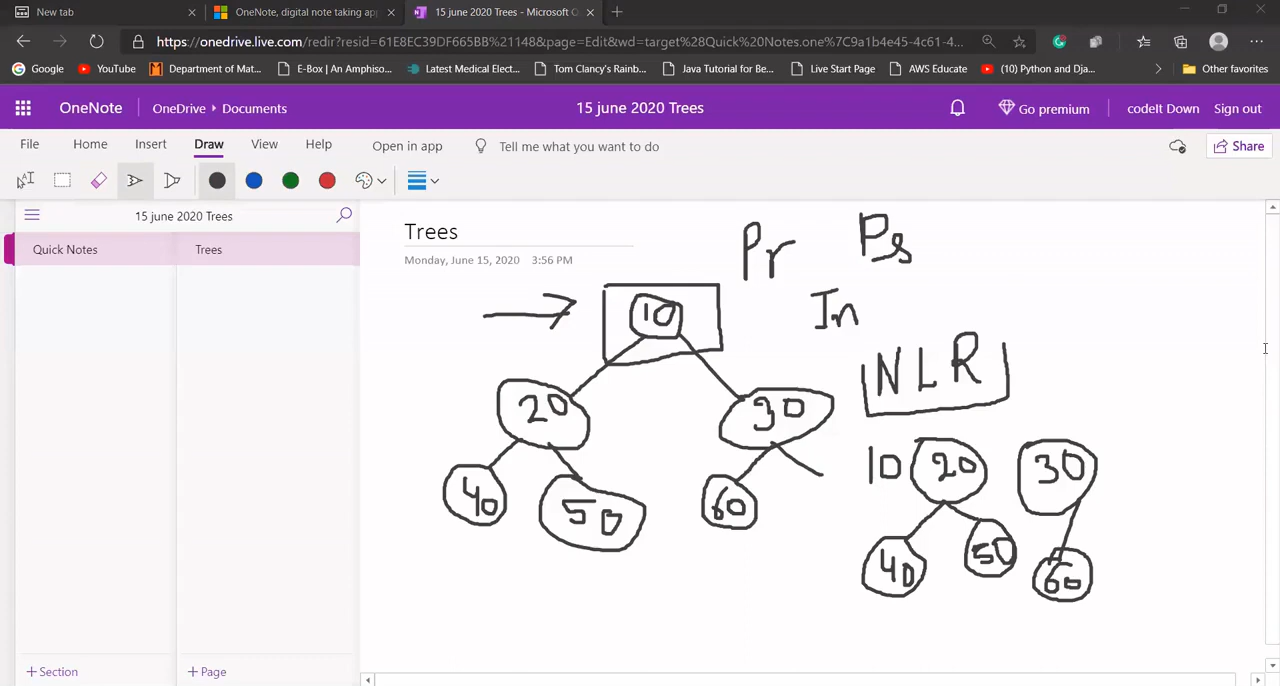 New tab
OneNote, digital note taking ap
15 june 2020 Trees - Microsoft O
https://onedrive.live.com/redir?resid=61E8EC39DF665BB%21148&page=Edit&wd=target%28Quick%20Notes.one%7C9a1b4e45-4c61-4...
Google YouTube Department of Mat... E-Box | An Amphiso... Latest Medical Elect... Tom Clancy's Rainb... Java Tutorial for Be... Live Start Page AWS Educate (10) Python and Dja... Other favorites
OneNote OneDrive Documents 15 june 2020 Trees Go premium codeIt Down Sign out
File Home Insert Draw View Help Open in app Tell me what you want to do Share
15 june 2020 Trees
Quick Notes Trees
Trees
Monday, June 15, 2020 3:56 PM
Pr Ps
In
10
NLR
20 30
10 20 30
40 50 60
40 50 60
+ Section + Page